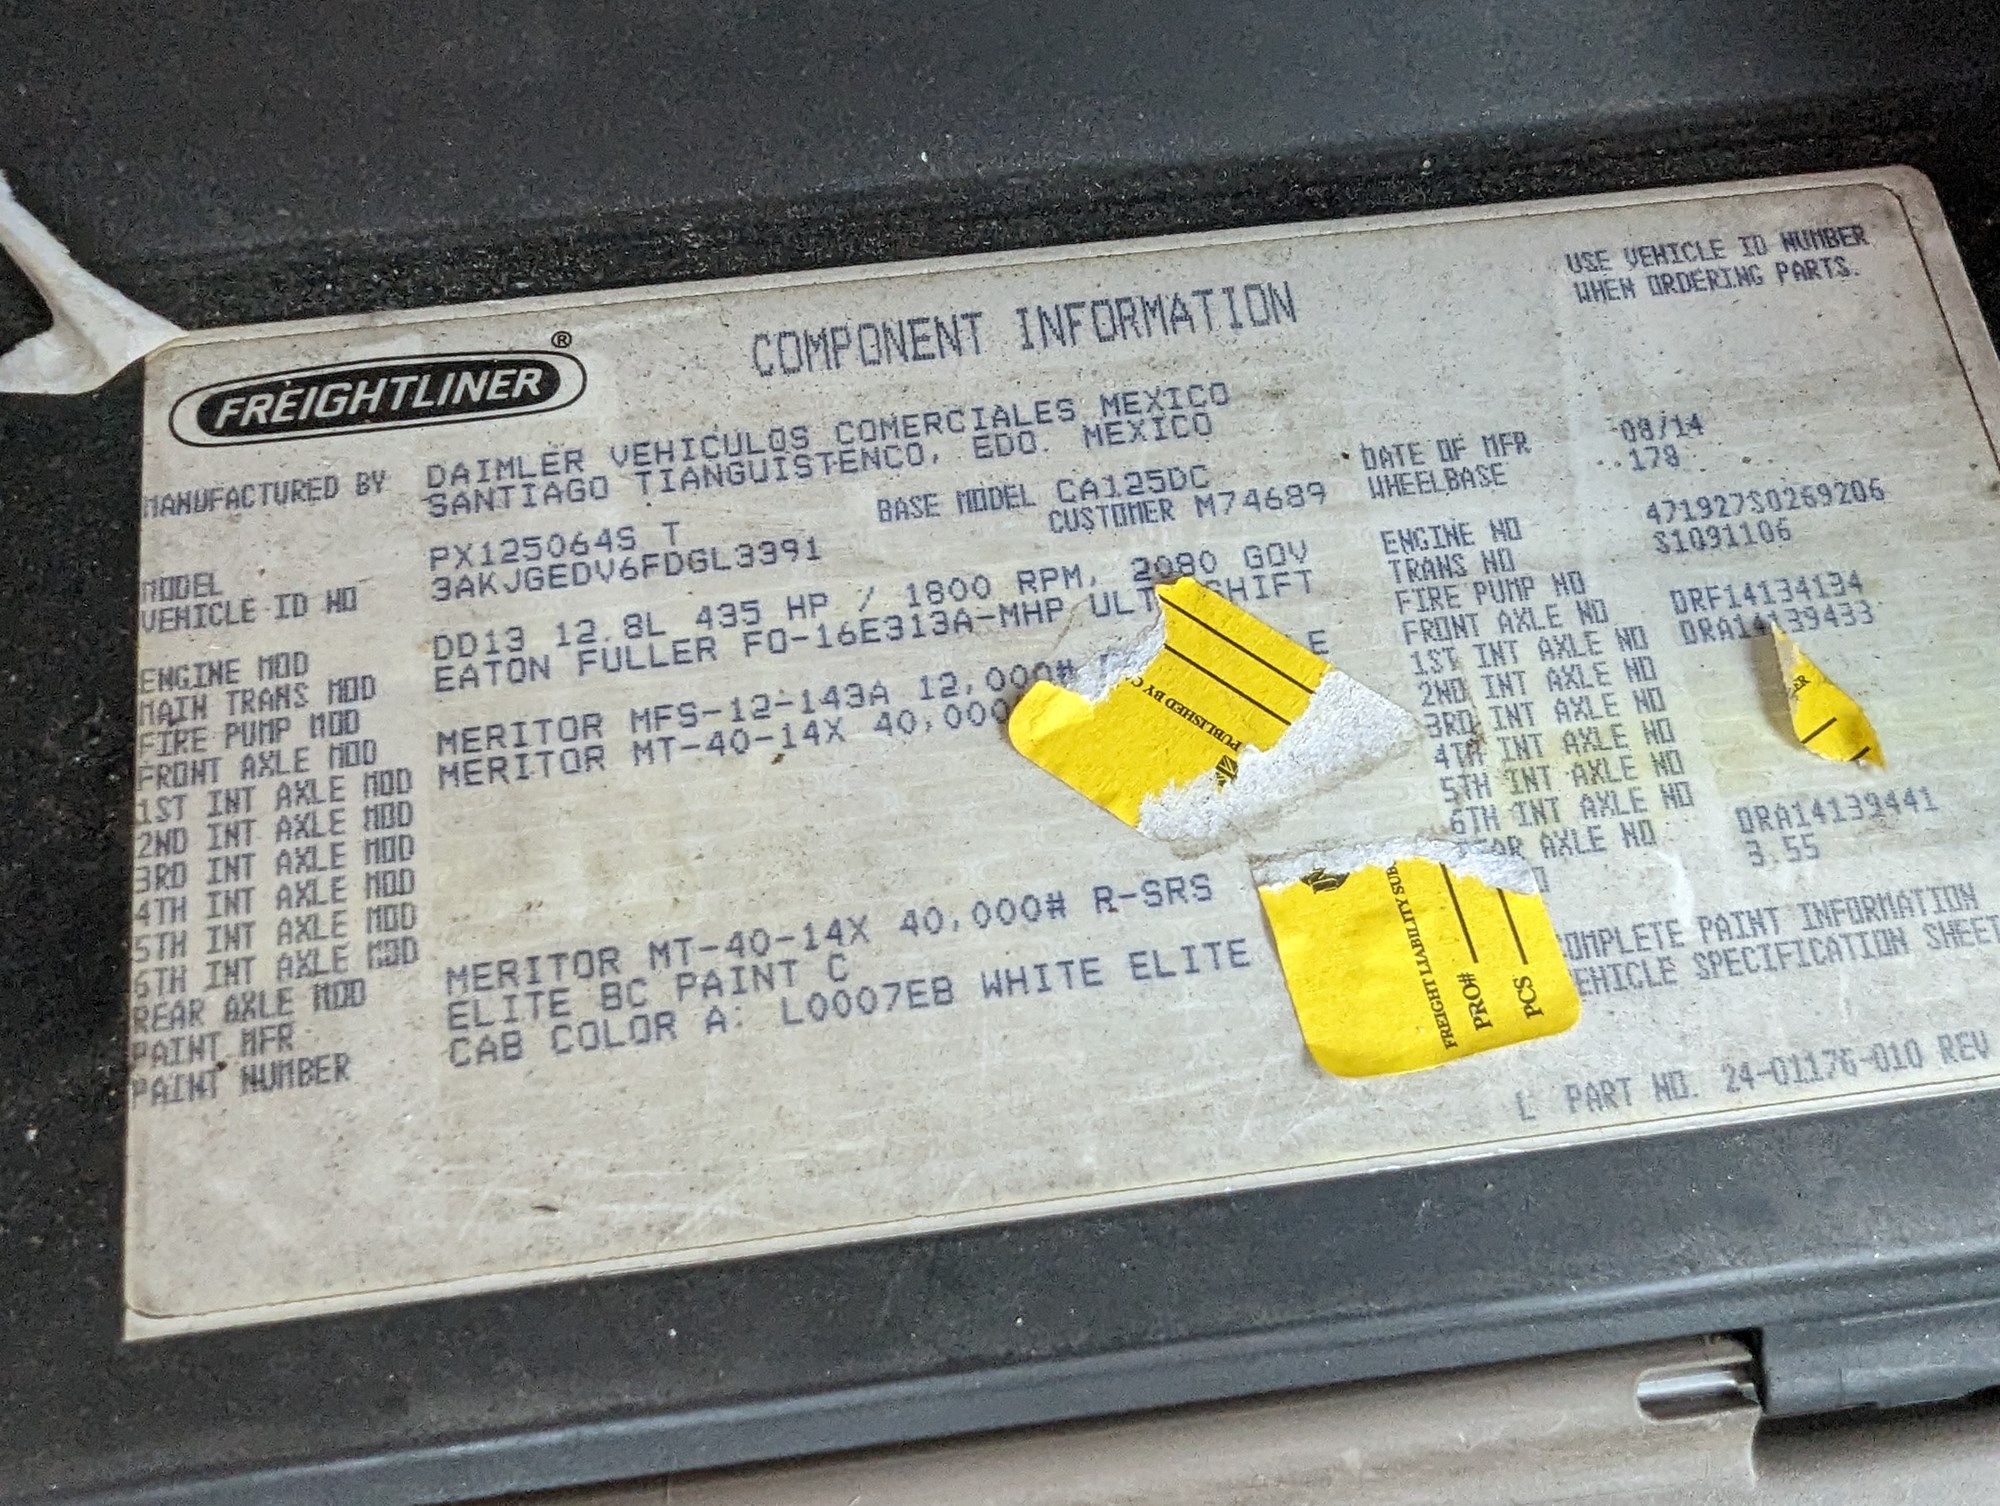 USE VEHICLE ID NUMBER
WHEN ORDERING PARTS.
FREIGHTLINER ®
COMPONENT INFORMATION
MANUFACTURED BY DAIMLER VEHICULOS COMERCIALES MEXICO
SANTIAGO TIANGUISTENCO, EDO. MEXICO
DATE OF MFR 08/14
BASE MODEL CA125DC WHEELBASE 178
MODEL PX125064S T CUSTOMER M74689
VEHICLE ID NO 3AKJGEDV6FDGL3391
ENGINE MOD DD13 12.8L 435 HP / 1800 RPM, 2080 GOV ENGINE NO 471927S0269206
MAIN TRANS MOD EATON FULLER FO-16E313A-MHP SHIFT TRANS NO S1091106
FIRE PUMP MOD FIRE PUMP NO
FRONT AXLE MOD MERITOR MFS-12-143A 12,000# E FRONT AXLE NO ORF14134134
1ST INT AXLE MOD MERITOR MT-40-14X 40,000 1ST INT AXLE NO ORA14139433
2ND INT AXLE MOD 2ND INT AXLE NO
3RD INT AXLE MOD 3RD INT AXLE NO
4TH INT AXLE MOD 4TH INT AXLE NO
5TH INT AXLE MOD 5TH INT AXLE NO
6TH INT AXLE MOD 6TH INT AXLE NO
REAR AXLE MOD MERITOR MT-40-14X 40,000# R-SRS AXLE NO ORA14139441
3.55
PAINT MFR ELITE BC PAINT C
PAINT NUMBER CAB COLOR A: L0007EB WHITE ELITE
PAINT INFORMATION
SPECIFICATION SHEET
PART NO. 24-01176-010 REV
PUBLISHED BY
FREIGHT LIABILITY
PRO#
PCS